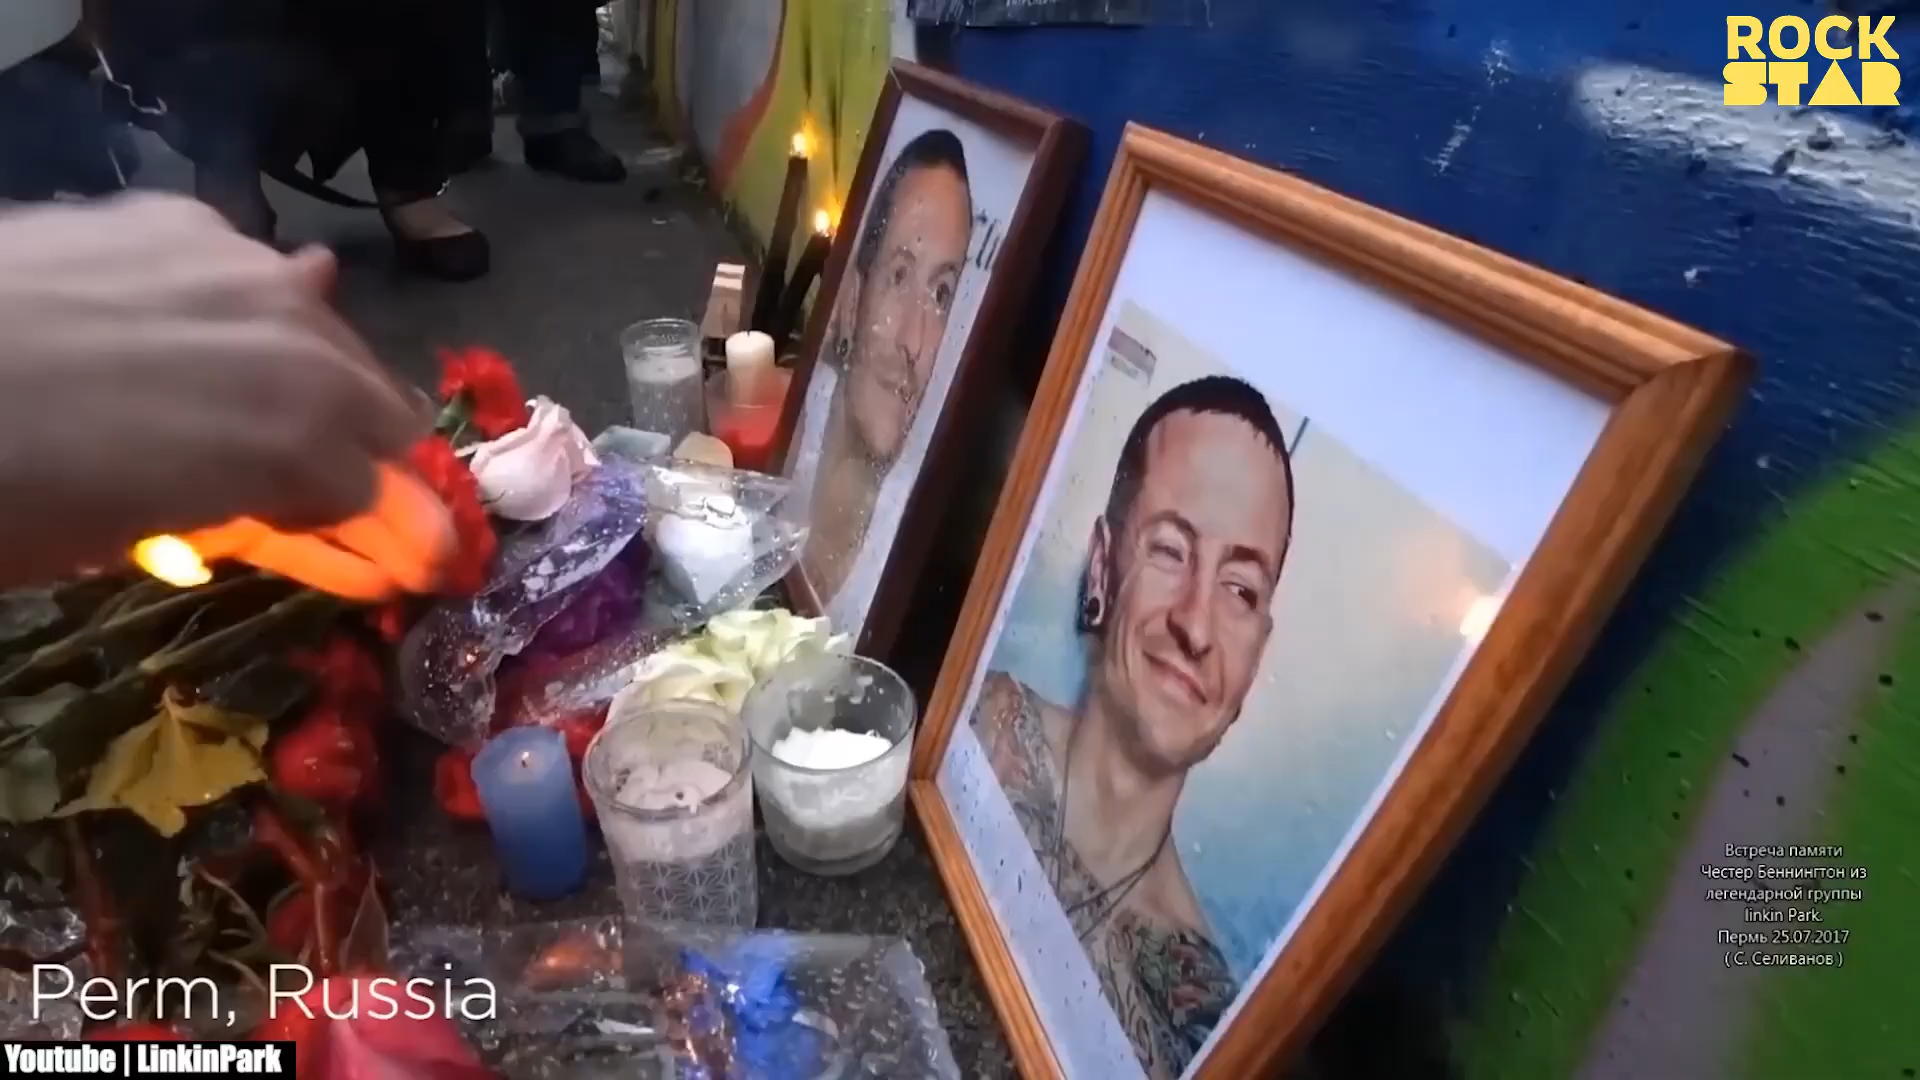 ROCK
STAR
Встреча памяти
Честер Беннингтон из
легендарной группы
linkin Park.
Пермь 25.07.2017
( С. Селиванов )
Perm, Russia
Youtube | LinkinPark